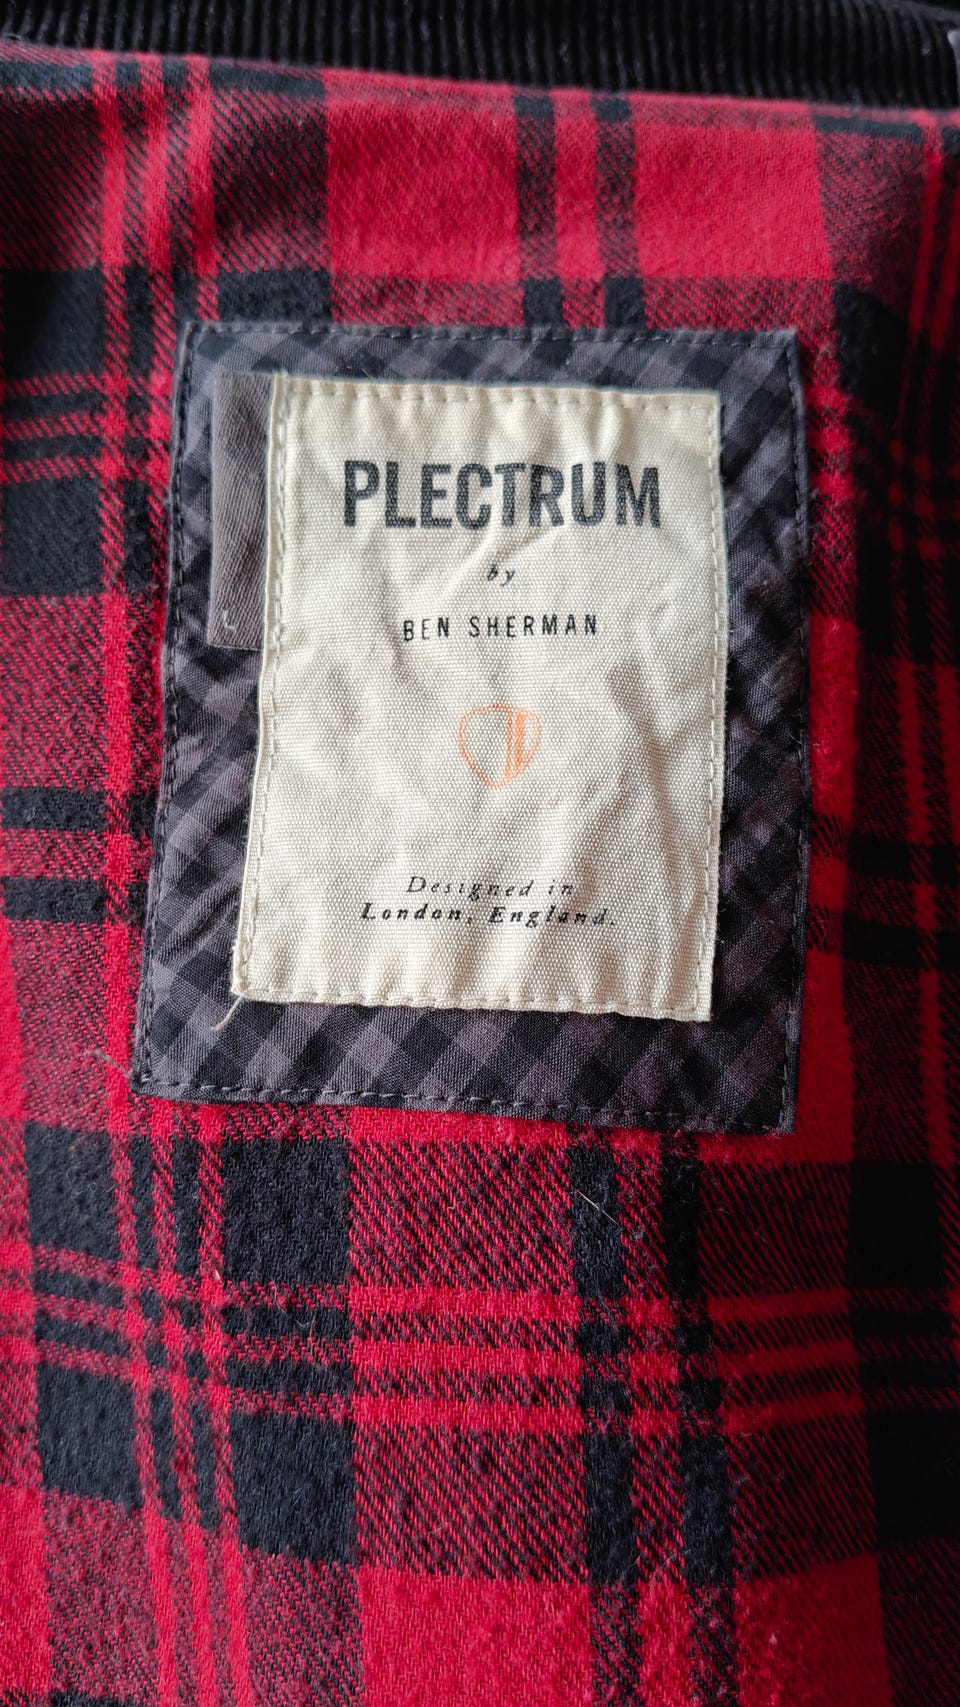 PLECTRUM
by
BEN SHERMAN
Designed in
London, England.